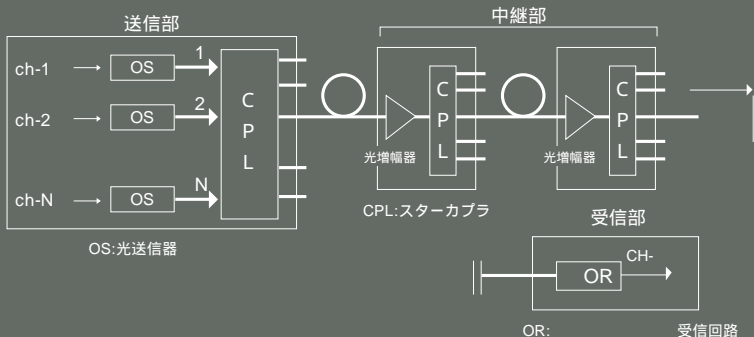 送信部
中継部
ch-1 OS 1
ch-2 OS 2
ch-N OS N
C
P
L
光増幅器
C
P
L
光増幅器
C
P
L
CPL:スターカプラ
OS:光送信器
受信部
OR CH-
OR: 受信回路